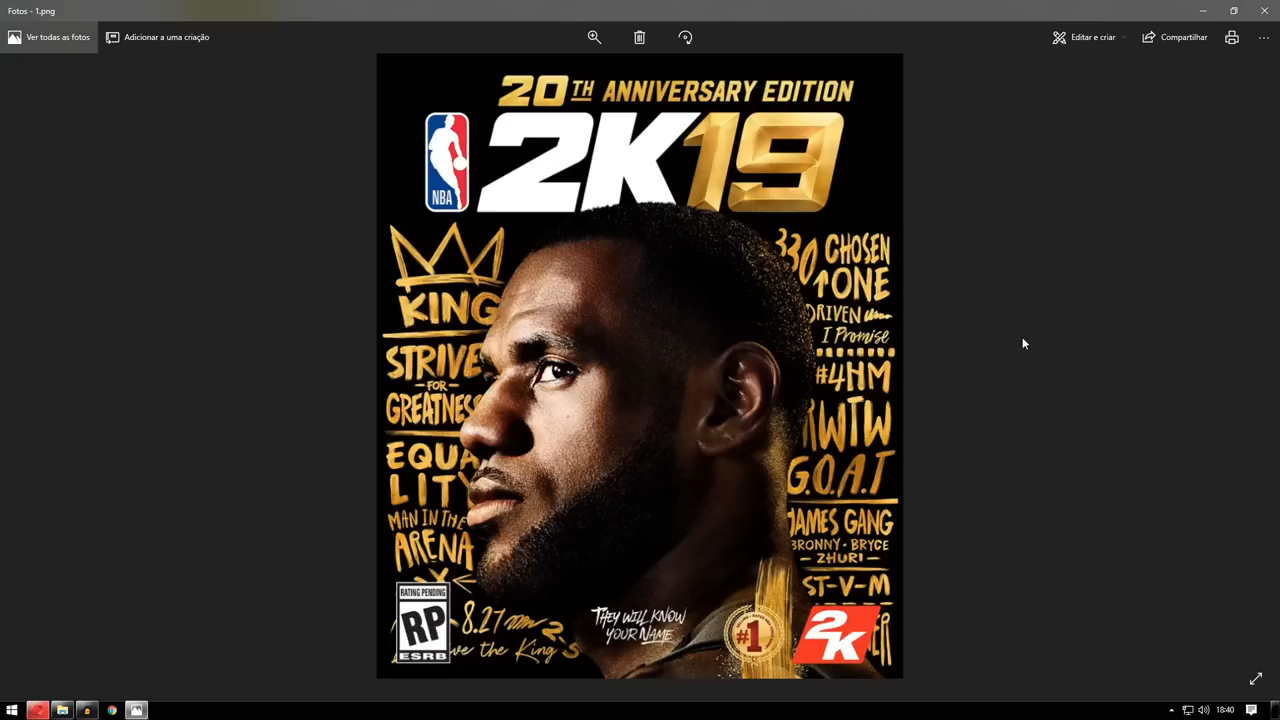 Fotos - 1.png
Ver todas as fotos
Adicionar a uma criação
Editar e criar
Compartilhar
20TH ANNIVERSARY EDITION
NBA
2K19
KING
STRIVE
FOR
GREATNESS
EQUA
LITY
MAN IN THE
ARENA
330
CHOSEN
ONE
DRIVEN
I Promise
#4HM
RWTW
G.O.A.T
JAMES GANG
BRONNY · BRYCE
ZHURI
ST-V-M
RATING PENDING
RP
ESRB
8.27
the King
THEY WILL KNOW
YOUR NAME
#1
2K
18:40